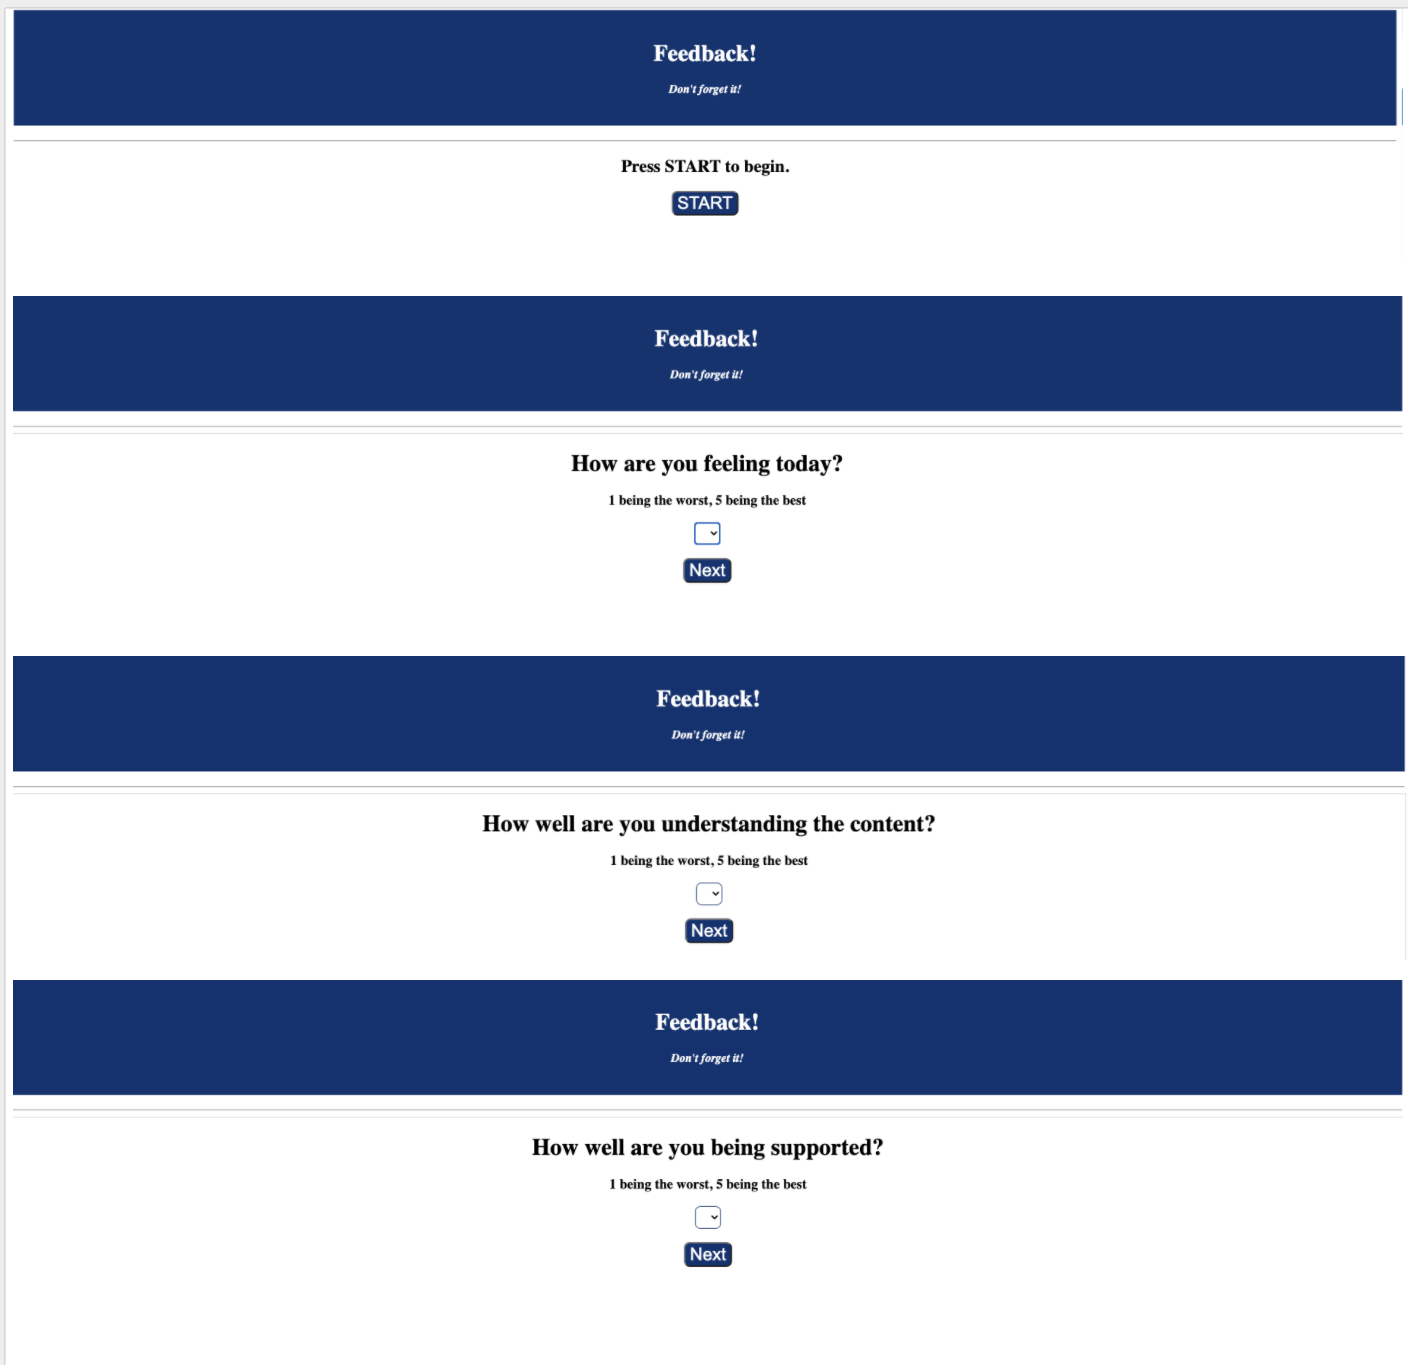 Feedback!
Don't forget it!
Press START to begin.
START
Feedback!
Don't forget it!
How are you feeling today?
1 being the worst, 5 being the best
Next
Feedback!
Don't forget it!
How well are you understanding the content?
1 being the worst, 5 being the best
Next
Feedback!
Don't forget it!
How well are you being supported?
1 being the worst, 5 being the best
Next